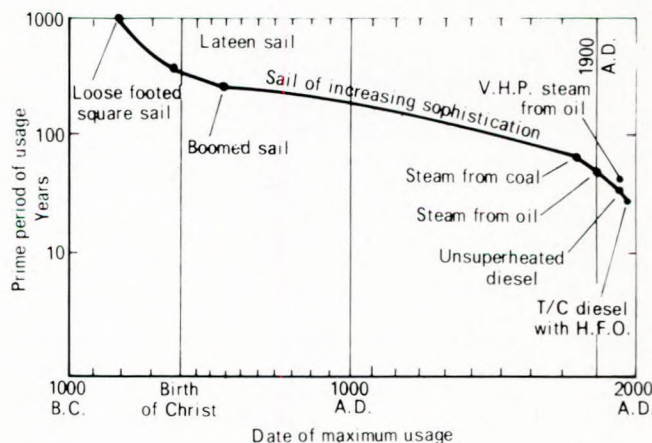 1000
100
10
Prime period of usage
Years
Lateen sail
Loose footed
square sail
Boomed sail
Sail of increasing sophistication
1900
A.D.
V.H.P. steam
from oil
Steam from coal
Steam from oil
Unsuperheated
diesel
T/C diesel
with H.F.O.
1000
B.C.
Birth
of Christ
1000
A.D.
2000
A.D.
Date of maximum usage